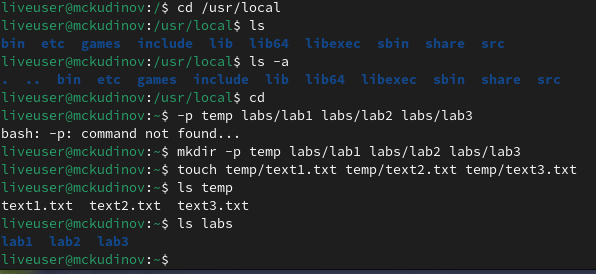 liveuser@mckudinov:/$ cd /usr/local
liveuser@mckudinov:/usr/local$ ls
bin  etc  games  include  lib  lib64  libexec  sbin  share  src
liveuser@mckudinov:/usr/local$ ls -a
.  ..  bin  etc  games  include  lib  lib64  libexec  sbin  share  src
liveuser@mckudinov:/usr/local$ cd
liveuser@mckudinov:~$ -p temp labs/lab1 labs/lab2 labs/lab3
bash: -p: command not found...
liveuser@mckudinov:~$ mkdir -p temp labs/lab1 labs/lab2 labs/lab3
liveuser@mckudinov:~$ touch temp/text1.txt temp/text2.txt temp/text3.txt
liveuser@mckudinov:~$ ls temp
text1.txt  text2.txt  text3.txt
liveuser@mckudinov:~$ ls labs
lab1  lab2  lab3
liveuser@mckudinov:~$